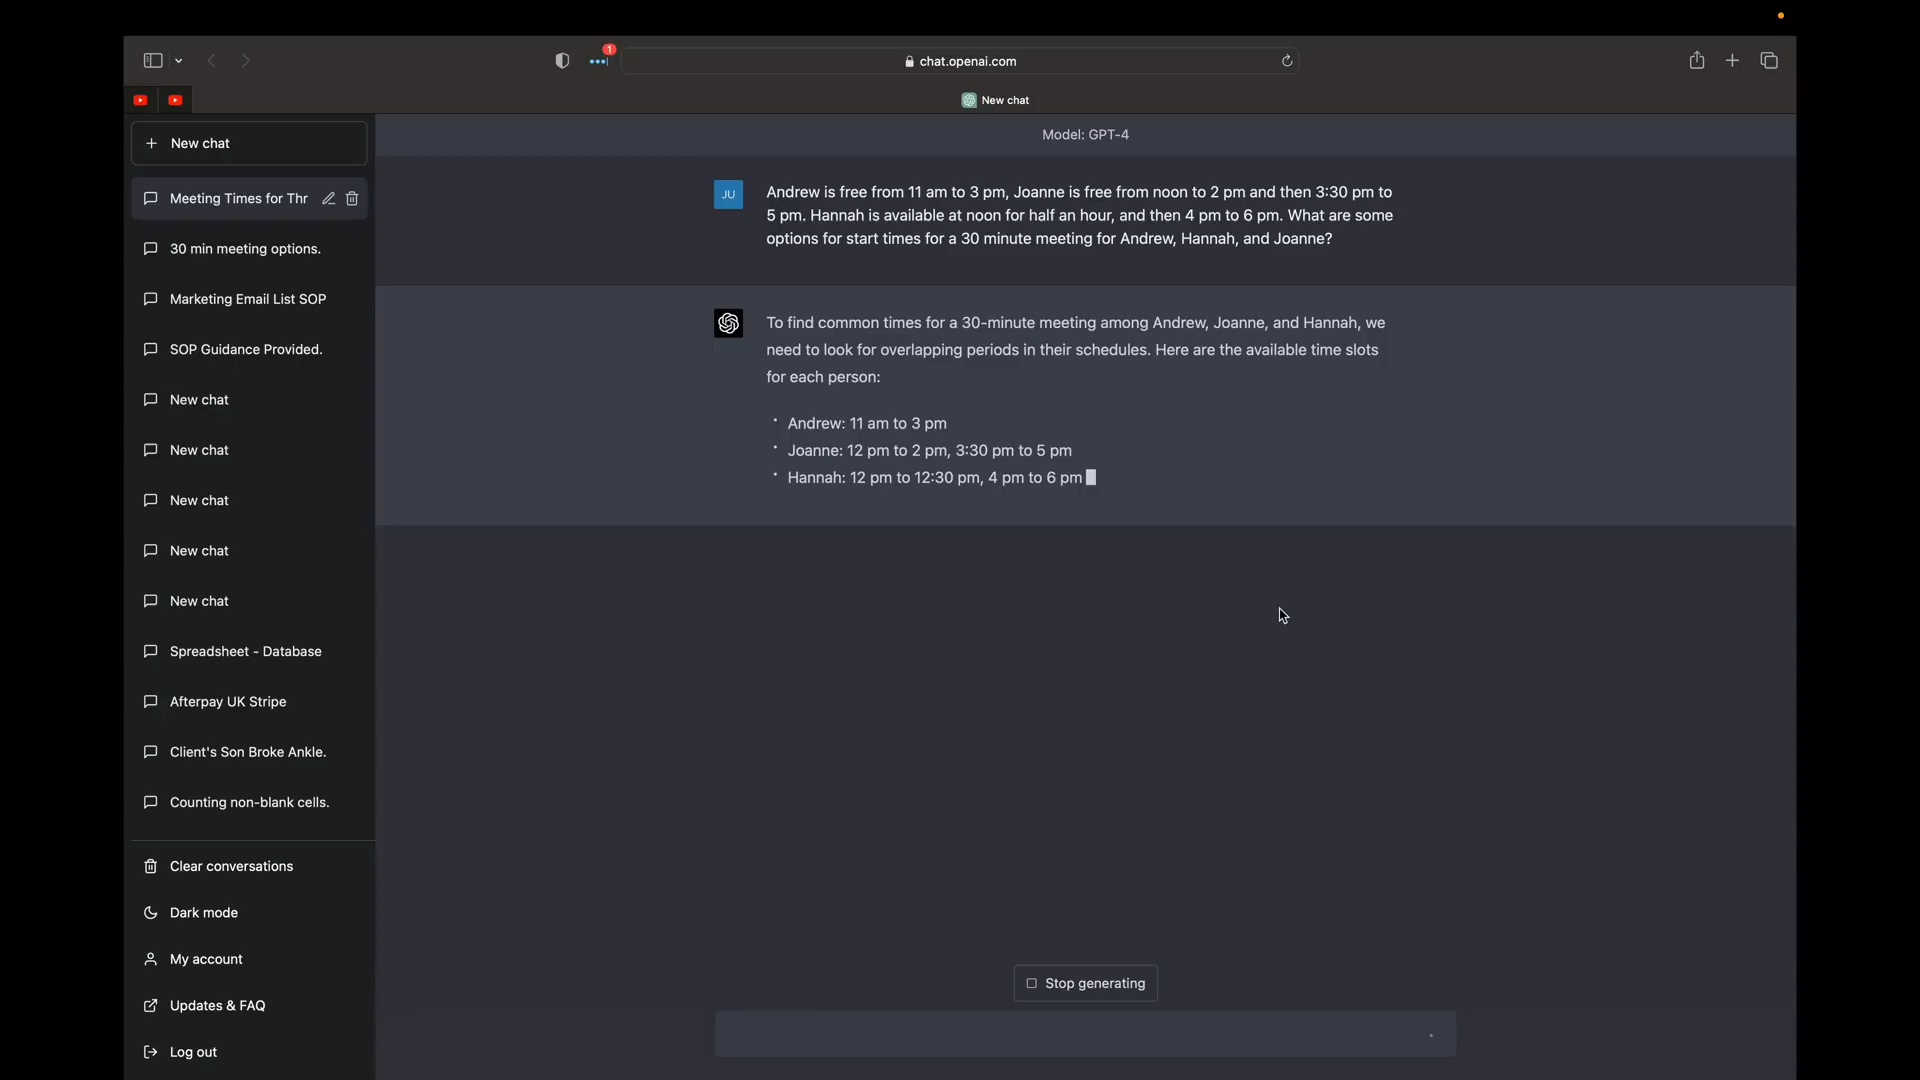 1
chat.openai.com
New chat
New chat
Model: GPT-4
Meeting Times for Thr
30 min meeting options.
Marketing Email List SOP
SOP Guidance Provided.
New chat
New chat
New chat
New chat
New chat
Spreadsheet - Database
Afterpay UK Stripe
Client's Son Broke Ankle.
Counting non-blank cells.
Clear conversations
Dark mode
My account
Updates & FAQ
Log out
JU
Andrew is free from 11 am to 3 pm, Joanne is free from noon to 2 pm and then 3:30 pm to
5 pm. Hannah is available at noon for half an hour, and then 4 pm to 6 pm. What are some
options for start times for a 30 minute meeting for Andrew, Hannah, and Joanne?
To find common times for a 30-minute meeting among Andrew, Joanne, and Hannah, we
need to look for overlapping periods in their schedules. Here are the available time slots
for each person:
• Andrew: 11 am to 3 pm
• Joanne: 12 pm to 2 pm, 3:30 pm to 5 pm
• Hannah: 12 pm to 12:30 pm, 4 pm to 6 pm
Stop generating